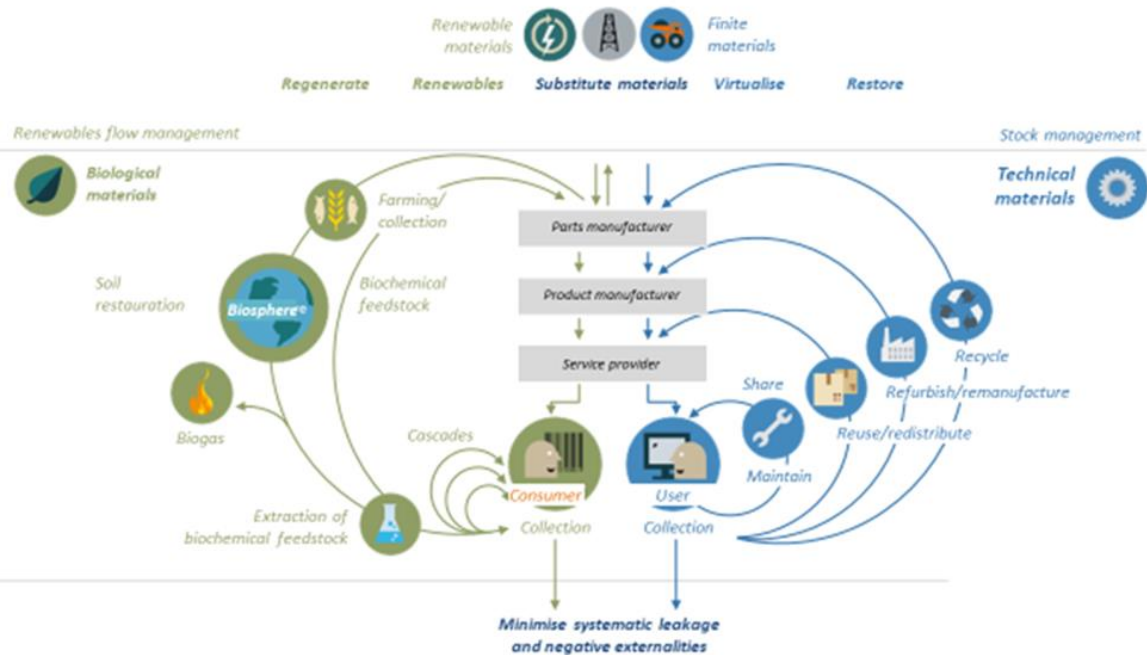 Renewable
materials
Finite
materials
Regenerate
Renewables
Substitute materials
Virtualise
Restore
Renewables flow management
Stock management
Biological
materials
Technical
materials
Farming/
collection
Parts manufacturer
Soil
restauration
Biosphere
Biochemical
feedstock
Product manufacturer
Service provider
Recycle
Share
Refurbish/remanufacture
Reuse/redistribute
Biogas
Cascades
Maintain
Consumer
User
Extraction of
biochemical feedstock
Collection
Collection
Minimise systematic leakage
and negative externalities